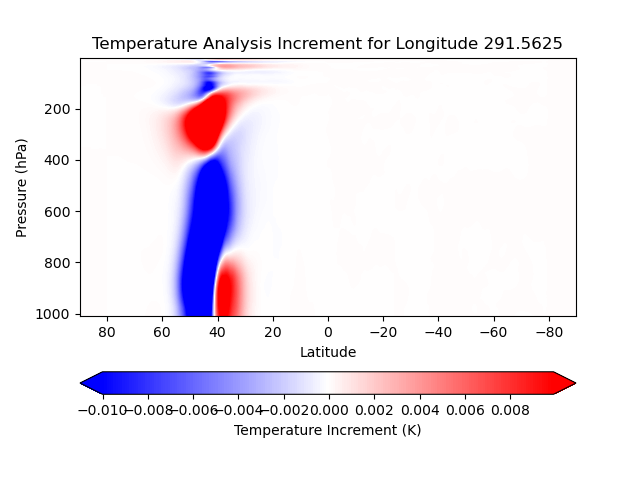 Temperature Analysis Increment for Longitude 291.5625
200
400
600
800
1000
Pressure (hPa)
80 60 40 20 0 −20 −40 −60 −80
Latitude
−0.010 −0.008 −0.006 −0.004 −0.002 0.000 0.002 0.004 0.006 0.008
Temperature Increment (K)